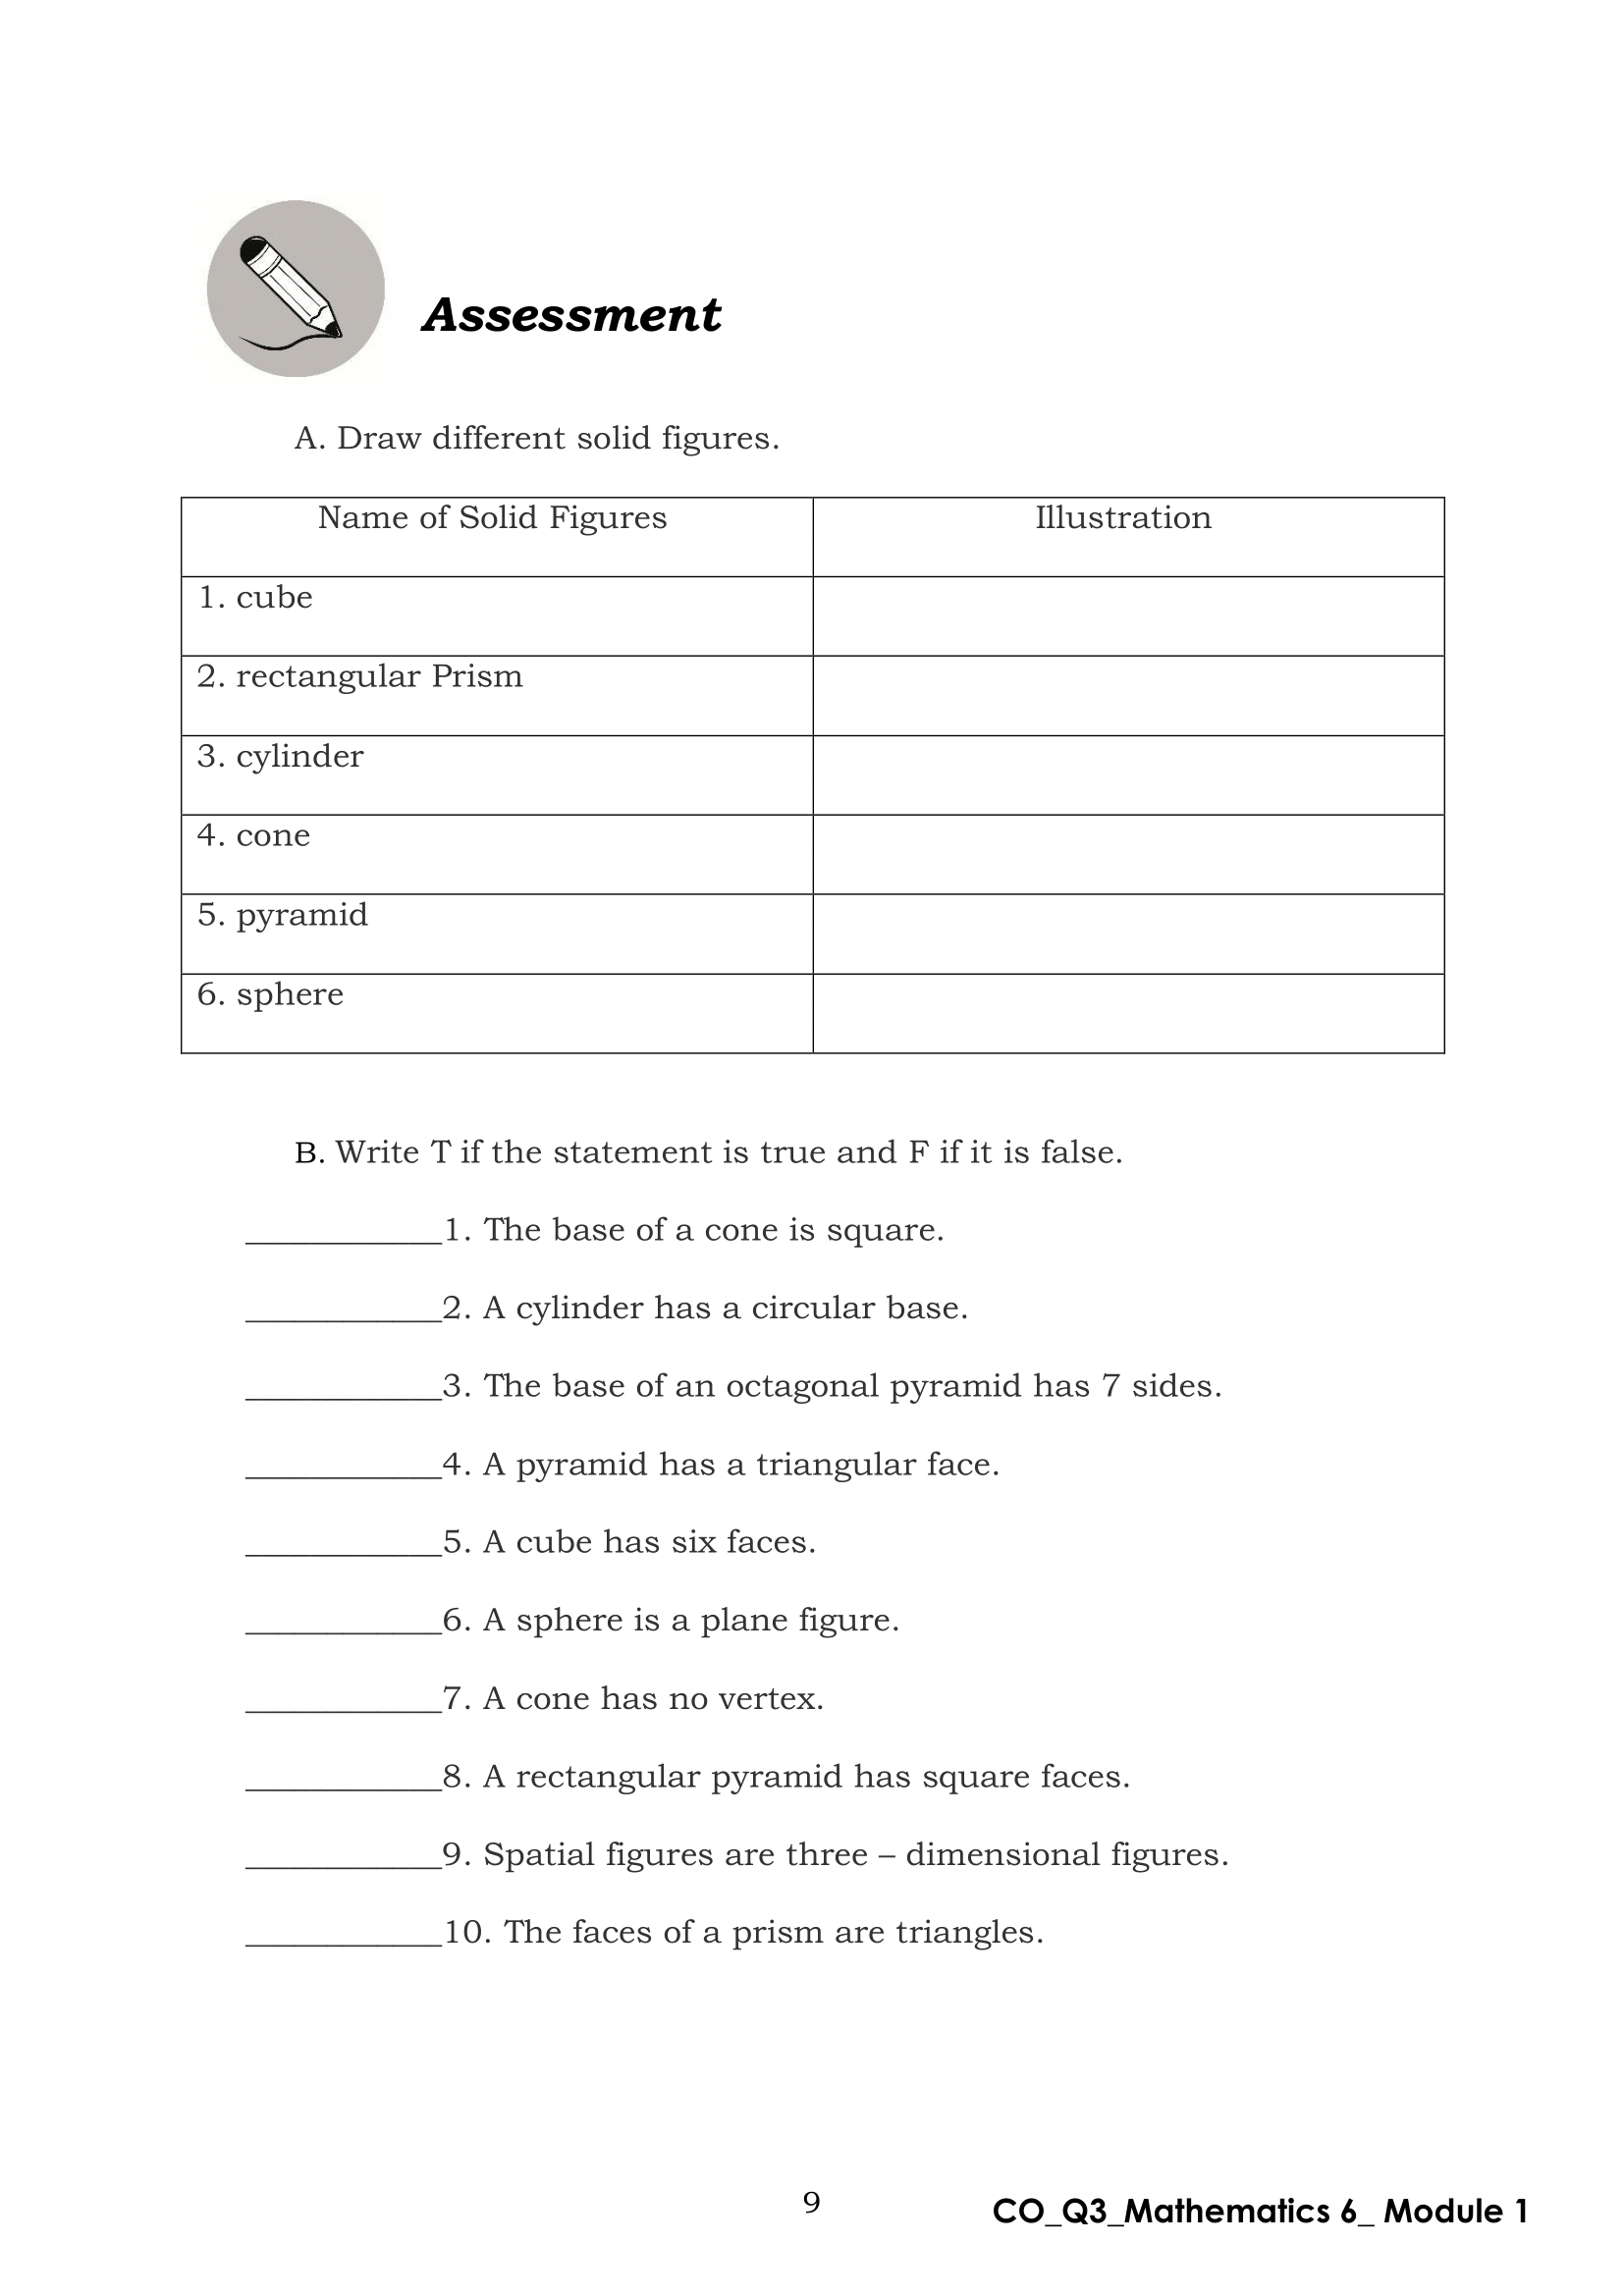 Assessment
A. Draw different solid figures.
Name of Solid Figures Illustration
1. cube
2. rectangular Prism
3. cylinder
4. cone
5. pyramid
6. sphere
B. Write T if the statement is true and F if it is false.
____________1. The base of a cone is square.
____________2. A cylinder has a circular base.
____________3. The base of an octagonal pyramid has 7 sides.
____________4. A pyramid has a triangular face.
____________5. A cube has six faces.
____________6. A sphere is a plane figure.
____________7. A cone has no vertex.
____________8. A rectangular pyramid has square faces.
____________9. Spatial figures are three – dimensional figures.
____________10. The faces of a prism are triangles.
9 CO_Q3_Mathematics 6_ Module 1